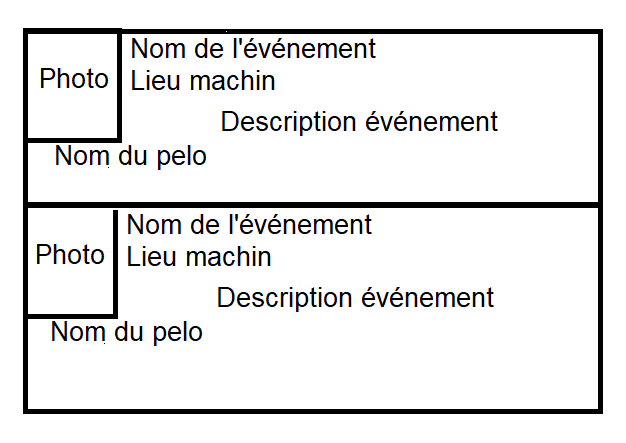 Nom de l'événement
Photo Lieu machin
Description événement
Nom du pelo
Nom de l'événement
Photo Lieu machin
Description événement
Nom du pelo